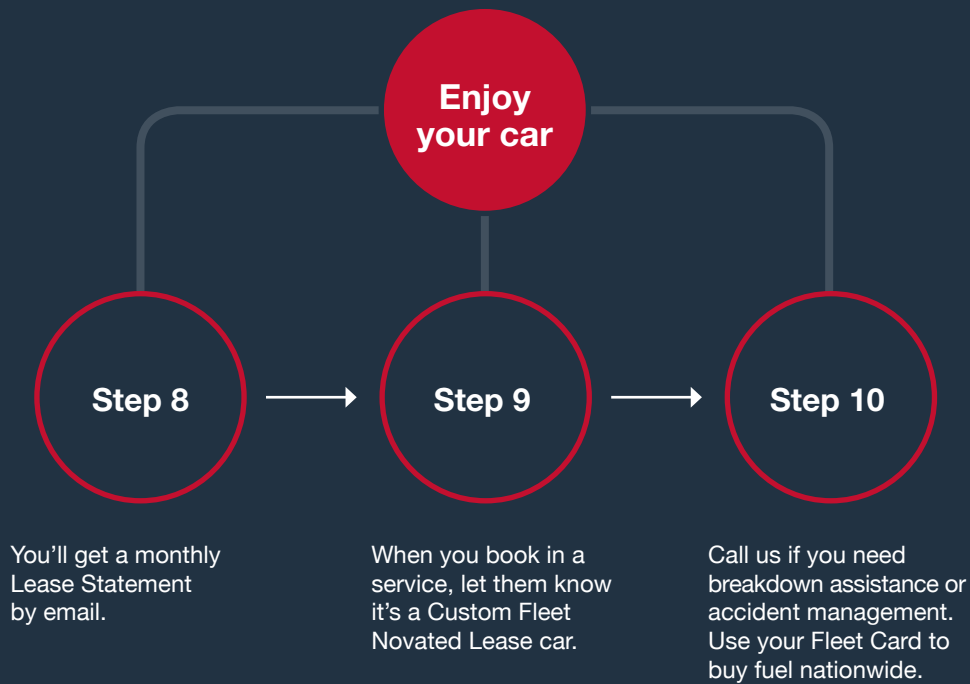 Enjoy
your car
Step 8
Step 9
Step 10
You’ll get a monthly
Lease Statement
by email.
When you book in a
service, let them know
it’s a Custom Fleet
Novated Lease car.
Call us if you need
breakdown assistance or
accident management.
Use your Fleet Card to
buy fuel nationwide.